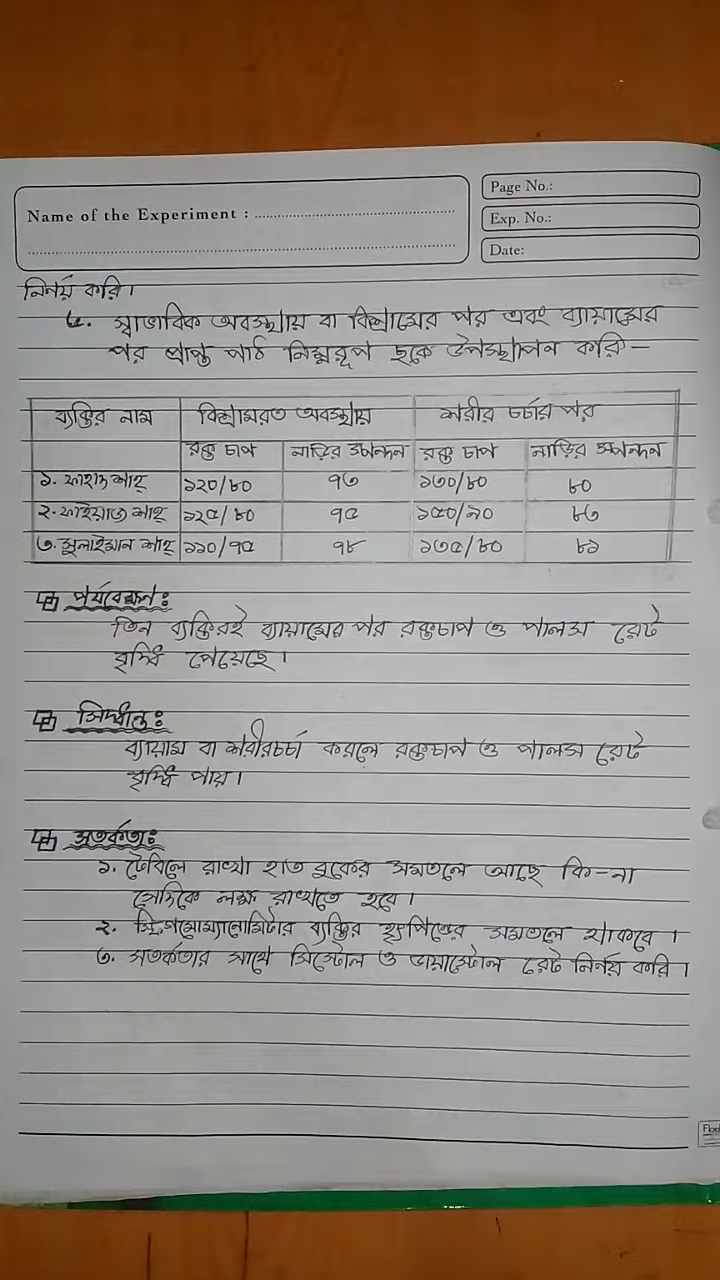 Name of the Experiment :
Page No.:
Exp. No.:
Date:
নির্ণয় করি।
৬. স্বাভাবিক অবস্থায় বা বিশ্রামের পর এবং ব্যায়ামের
পর প্রাপ্ত পাঠ নিম্নরূপ ছকে উপস্থাপন করি–
ব্যক্তির নাম বিশ্রামরত অবস্থায় শরীর চর্চার পর
রক্ত চাপ নাড়ির স্পন্দন রক্ত চাপ নাড়ির স্পন্দন
১. ফাহাদ শাহ্ ১২০/৮০ ৭৩ ১৩০/৮০ ৮০
২. ফাইয়াজ শাহ্ ১২৫/৮০ ৭৫ ১৫০/৯০ ৮৩
৩. সুলাইমান শাহ্ ১১০/৭৫ ৭৮ ১৩৫/৮০ ৮১
পর্যবেক্ষণ:
তিন ব্যক্তিরই ব্যায়ামের পর রক্তচাপ ও পালস রেট
বৃদ্ধি পেয়েছে।
সিদ্ধান্ত:
ব্যায়াম বা শরীরচর্চা করলে রক্তচাপ ও পালস রেট
বৃদ্ধি পায়।
সতর্কতা:
১. টেবিলে রাখা হাত বুকের সমতলে আছে কি-না
সেদিকে লক্ষ রাখতে হবে।
২. স্ফিগমোম্যানোমিটার ব্যক্তির হৃৎপিণ্ডের সমতলে থাকবে।
৩. সতর্কতার সাথে সিস্টোল ও ডায়াস্টোল রেট নির্ণয় করি।